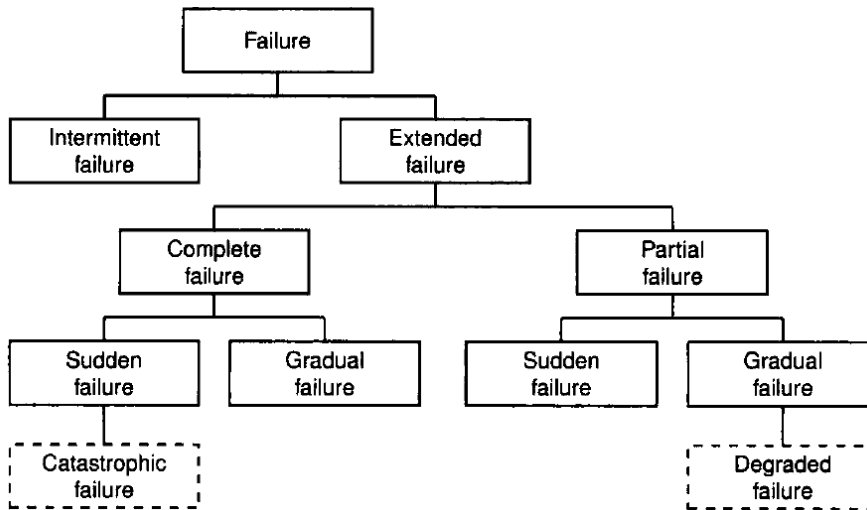 Failure
Intermittent
failure
Extended
failure
Complete
failure
Partial
failure
Sudden
failure
Gradual
failure
Sudden
failure
Gradual
failure
Catastrophic
failure
Degraded
failure